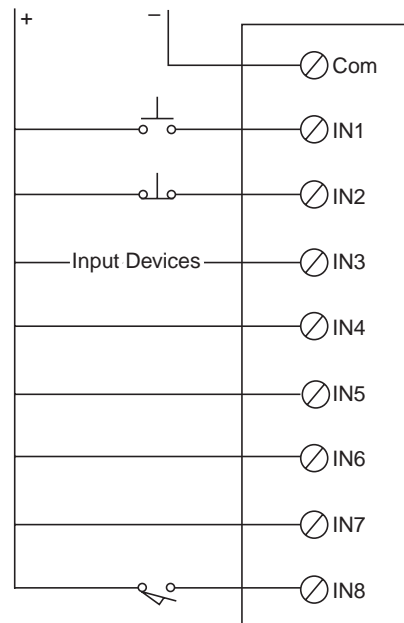 + –
Com
IN1
IN2
Input Devices IN3
IN4
IN5
IN6
IN7
IN8